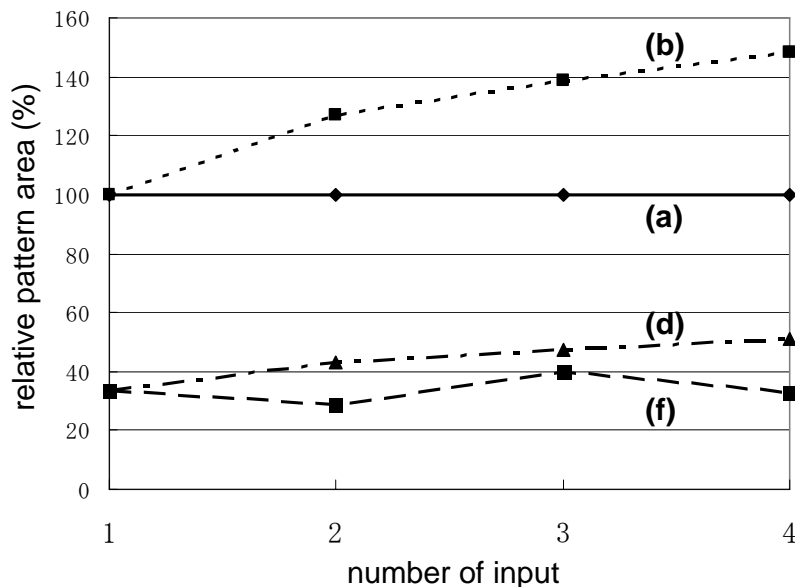 relative pattern area (%)
160
140
120
100
80
60
40
20
0
(b)
(a)
(d)
(f)
1 2 3 4
number of input